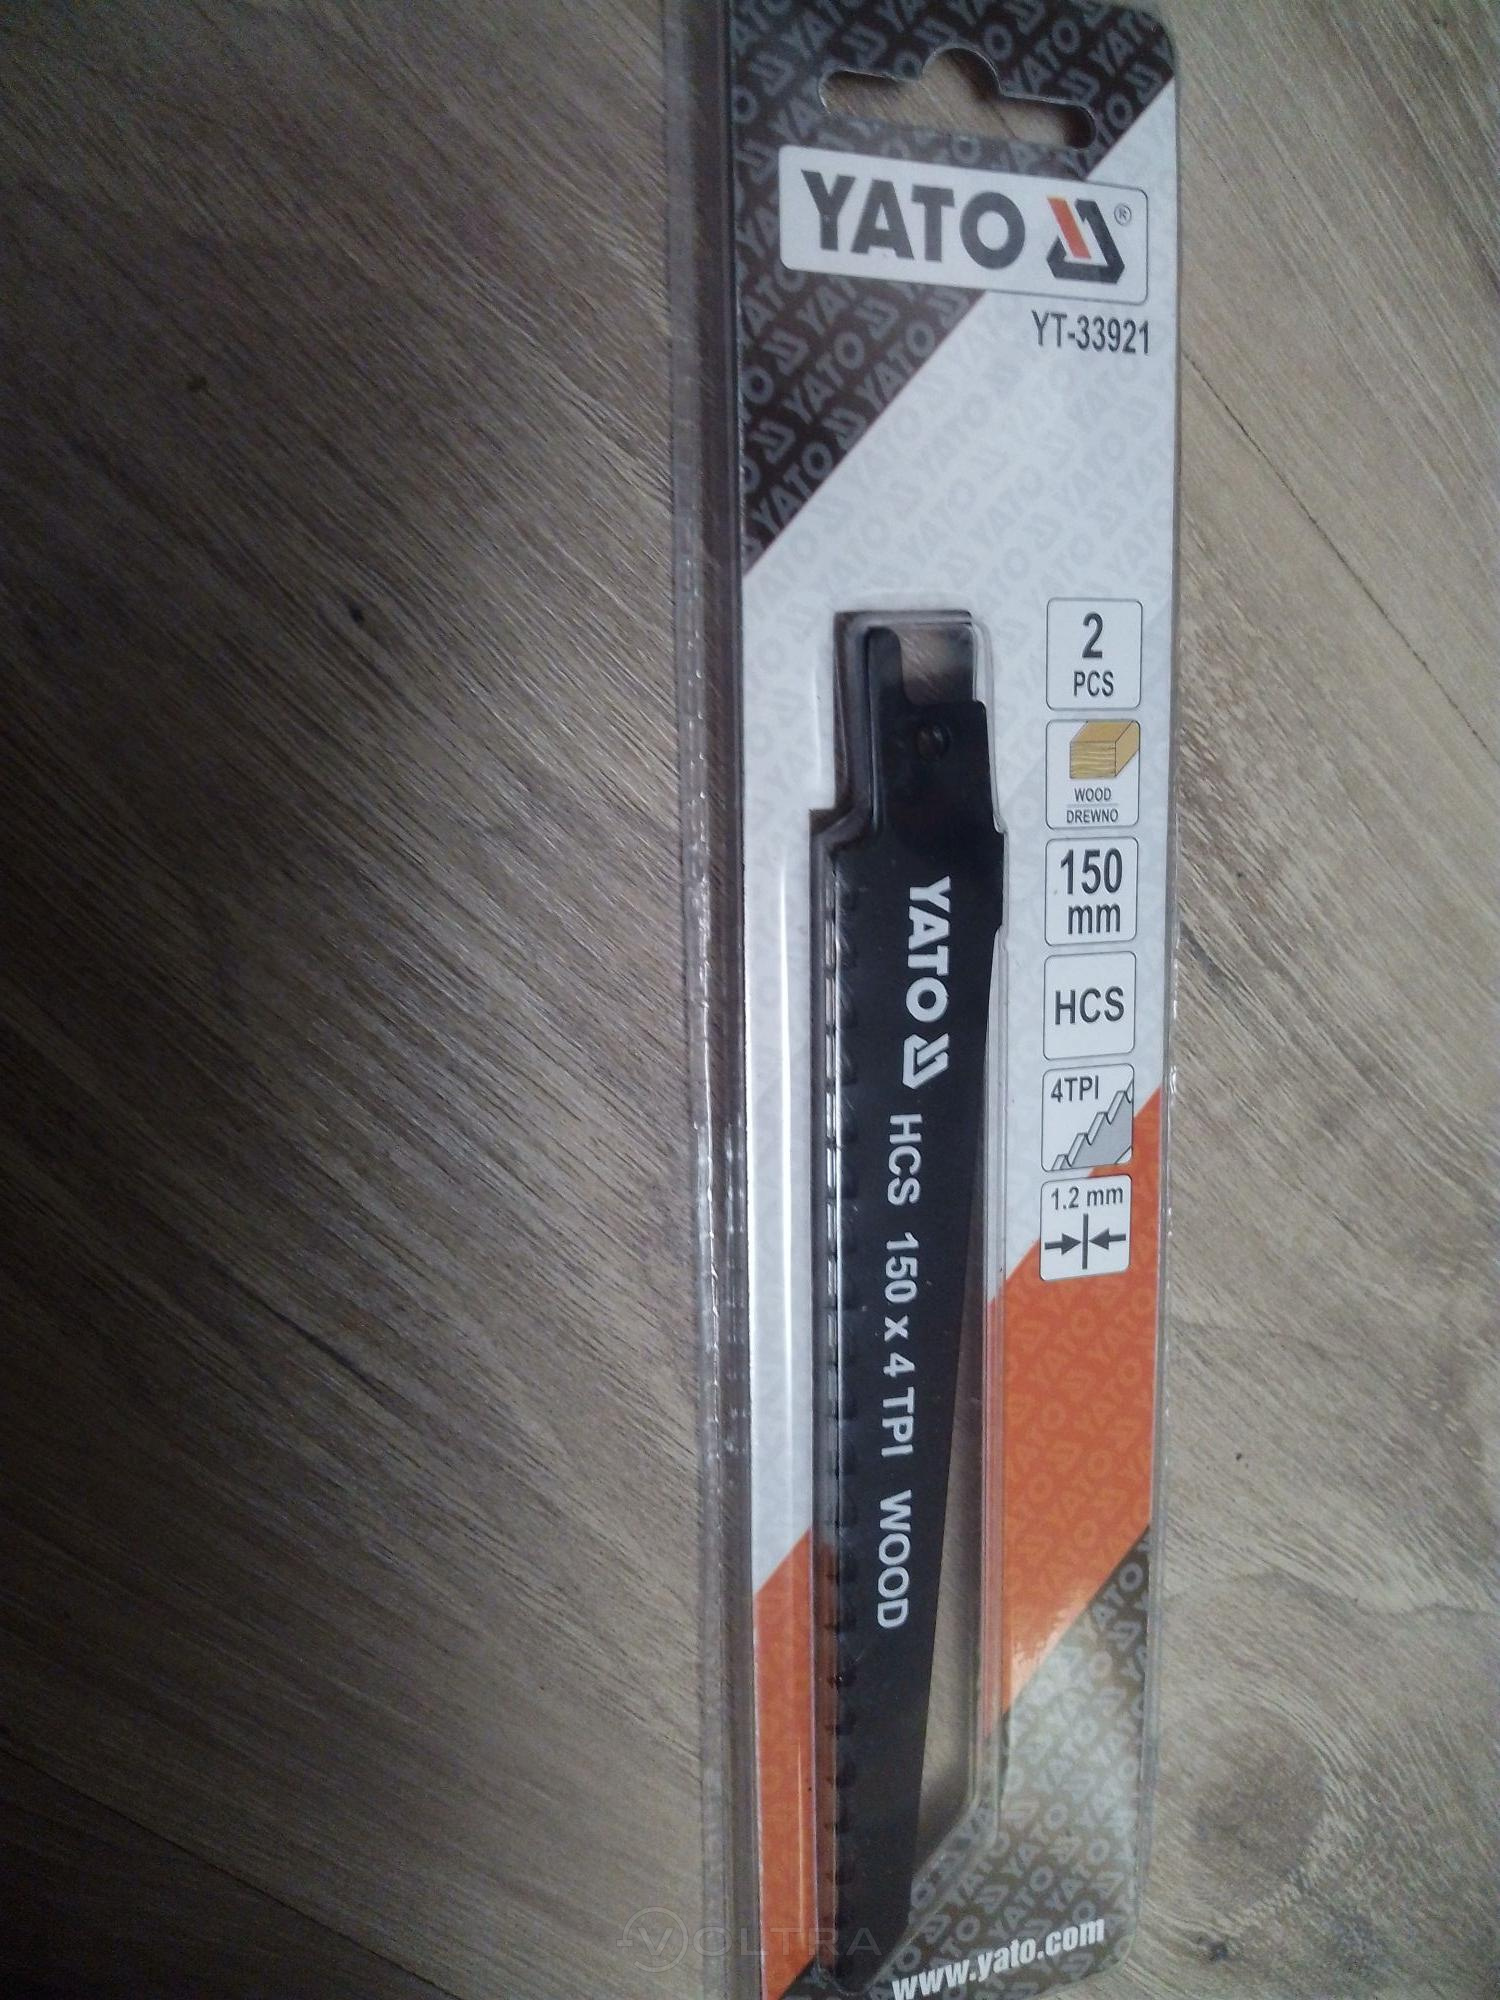 YATO ®
YT-33921
2
PCS
WOOD
DREWNO
150
mm
HCS
4TPI
1.2 mm
YATO HCS 150 x 4 TPI WOOD
www.yato.com
VOLTRA